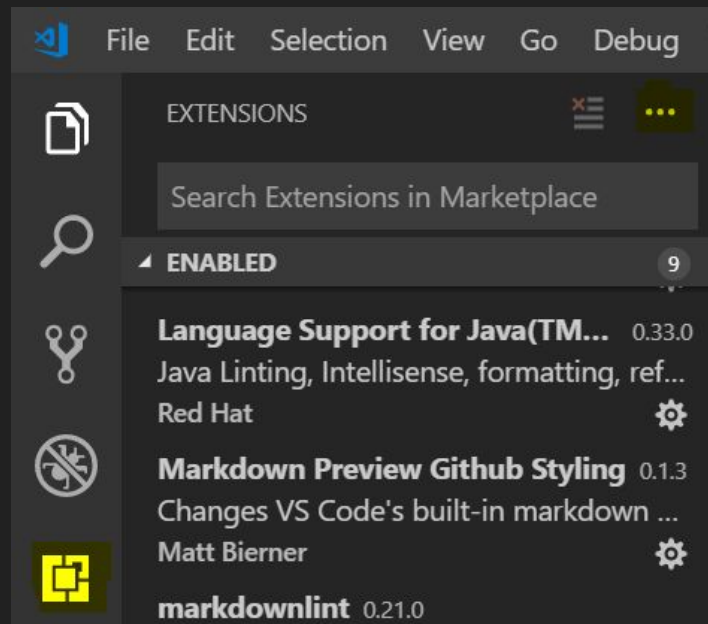 File Edit Selection View Go Debug
EXTENSIONS
Search Extensions in Marketplace
ENABLED 9
Language Support for Java(TM... 0.33.0
Java Linting, Intellisense, formatting, ref...
Red Hat
Markdown Preview Github Styling 0.1.3
Changes VS Code's built-in markdown ...
Matt Bierner
markdownlint 0.21.0